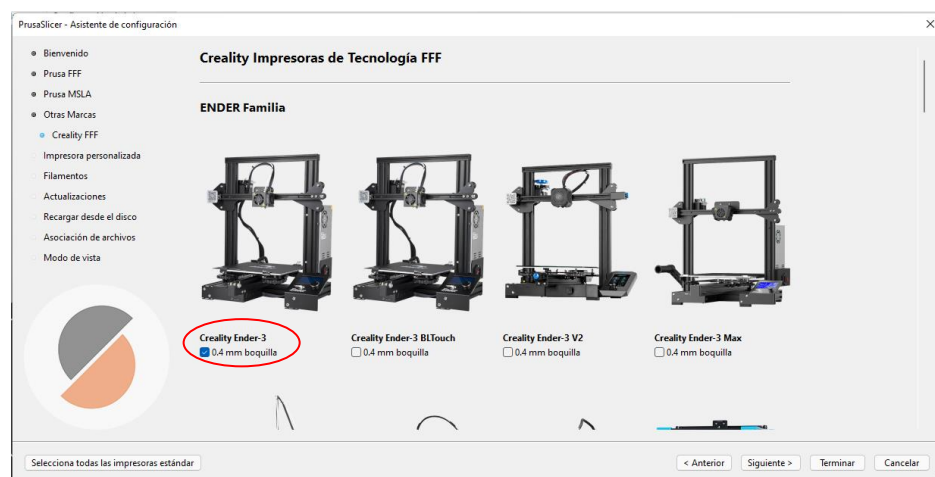 PrusaSlicer - Asistente de configuración
Bienvenido
Prusa FFF
Prusa MSLA
Otras Marcas
Creality FFF
Impresora personalizada
Filamentos
Actualizaciones
Recargar desde el disco
Asociación de archivos
Modo de vista
Creality Impresoras de Tecnología FFF
ENDER Familia
Creality Ender-3
0.4 mm boquilla
Creality Ender-3 BLTouch
0.4 mm boquilla
Creality Ender-3 V2
0.4 mm boquilla
Creality Ender-3 Max
0.4 mm boquilla
Selecciona todas las impresoras estándar
< Anterior
Siguiente >
Terminar
Cancelar